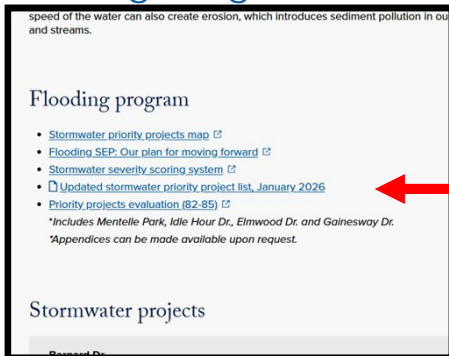 speed of the water can also create erosion, which introduces sediment pollution in ou
and streams.
Flooding program
• Stormwater priority projects map
• Flooding SEP: Our plan for moving forward
• Stormwater severity scoring system
• Updated stormwater priority project list, January 2026
• Priority projects evaluation (82-85)
*Includes Mentelle Park, Idle Hour Dr., Elmwood Dr. and Gainesway Dr.
*Appendices can be made available upon request.
Stormwater projects
Barnard Dr.